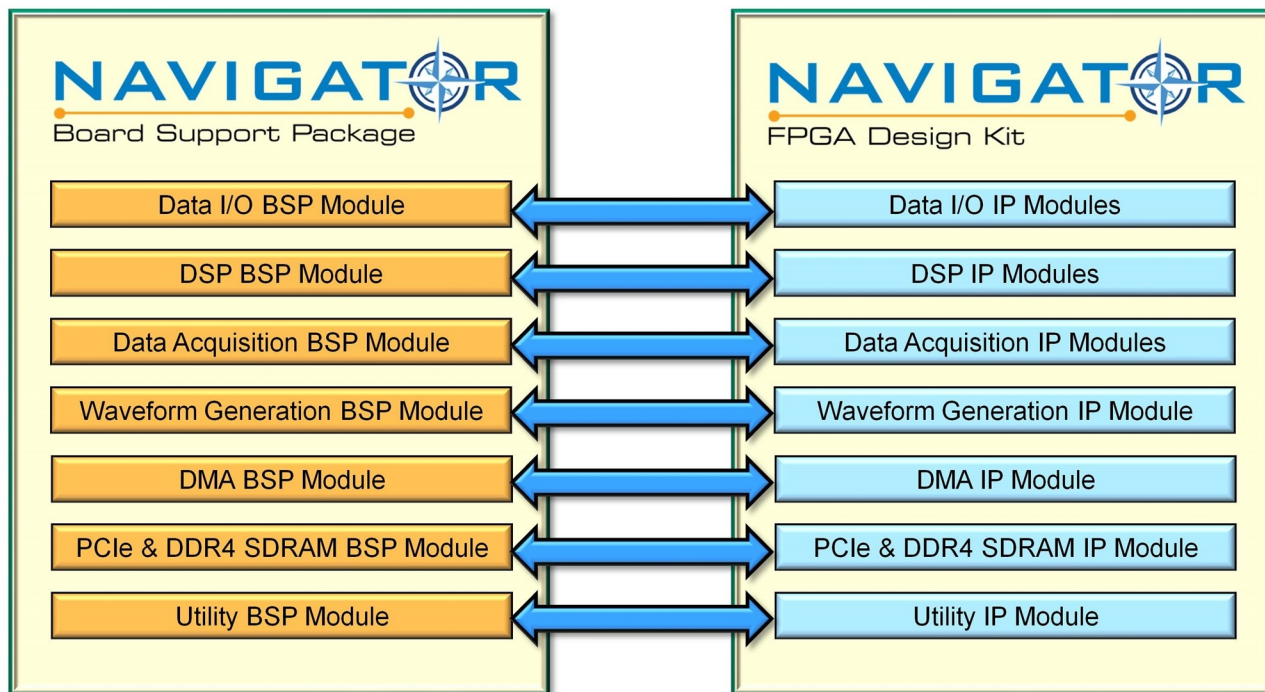 NAVIGATOR
Board Support Package
Data I/O BSP Module
DSP BSP Module
Data Acquisition BSP Module
Waveform Generation BSP Module
DMA BSP Module
PCIe & DDR4 SDRAM BSP Module
Utility BSP Module
NAVIGATOR
FPGA Design Kit
Data I/O IP Modules
DSP IP Modules
Data Acquisition IP Modules
Waveform Generation IP Module
DMA IP Module
PCIe & DDR4 SDRAM IP Module
Utility IP Module